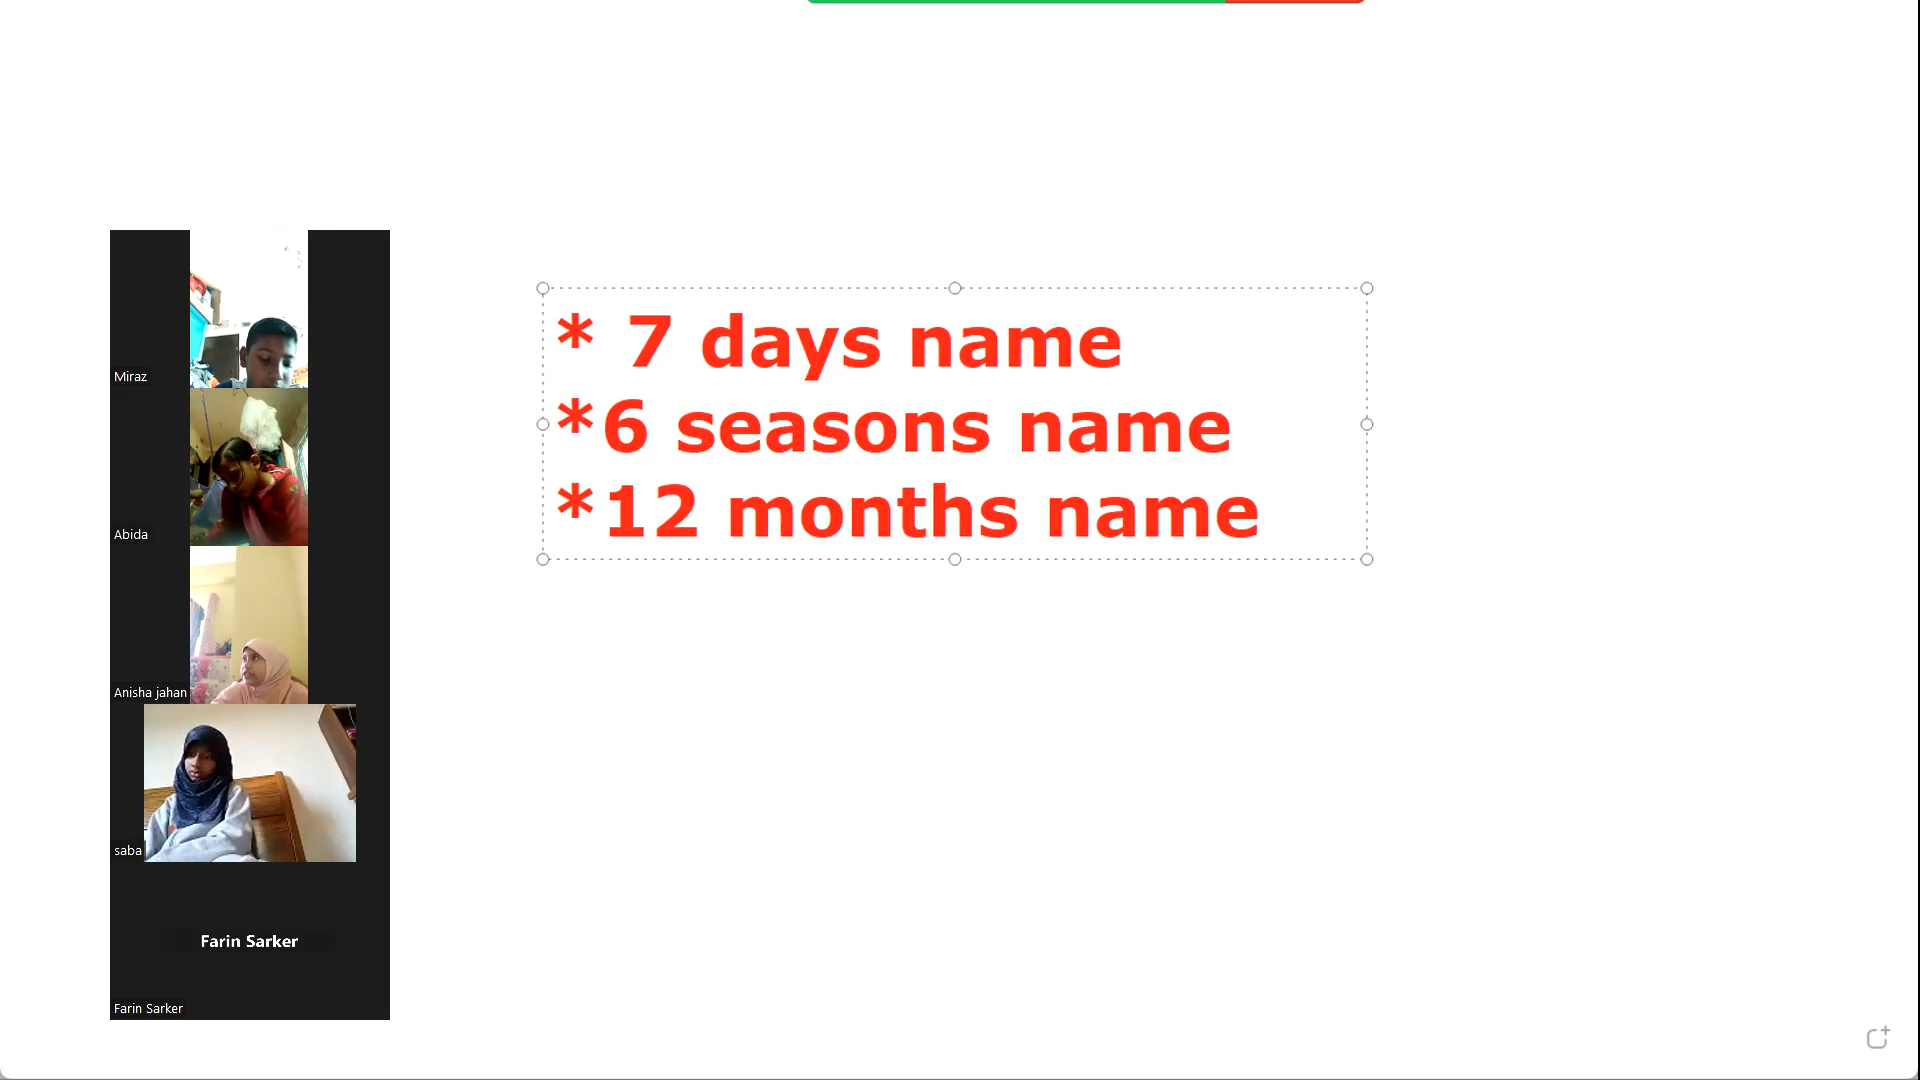 * 7 days name
*6 seasons name
*12 months name
Miraz
Abida
Anisha jahan
saba
Farin Sarker
Farin Sarker